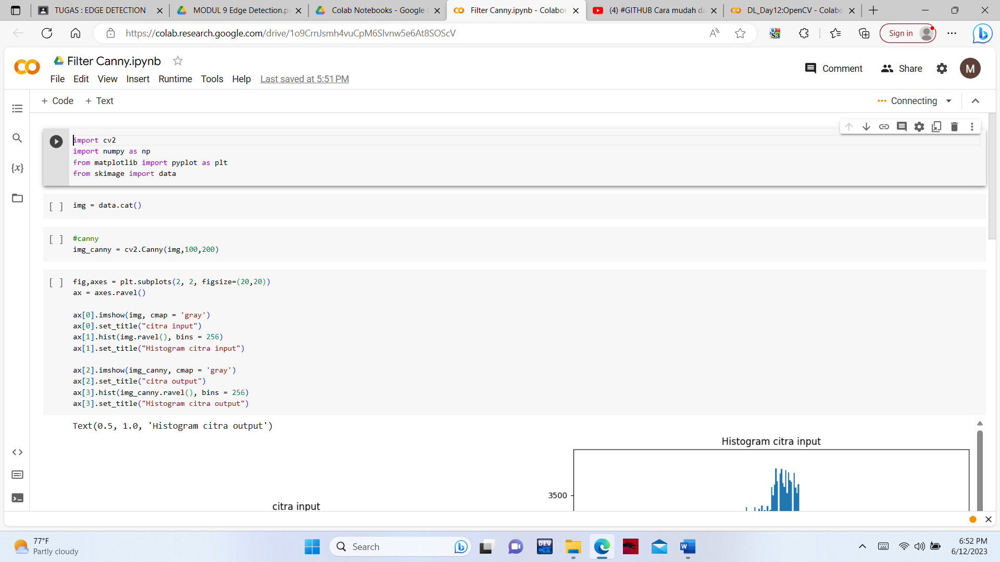 TUGAS : EDGE DETECTION
MODUL 9 Edge Detection.p
Colab Notebooks - Google
Filter Canny.ipynb - Colabor
(4) #GITHUB Cara mudah da
DL_Day12:OpenCV - Colabo
https://colab.research.google.com/drive/1o9CrnJsmh4vuCpM6SIvnw5e6At8SOScV
Sign in
Filter Canny.ipynb
File Edit View Insert Runtime Tools Help Last saved at 5:51 PM
Comment
Share
M
+ Code + Text
Connecting
import cv2
import numpy as np
from matplotlib import pyplot as plt
from skimage import data
[ ] img = data.cat()
[ ] #canny
img_canny = cv2.Canny(img,100,200)
[ ] fig,axes = plt.subplots(2, 2, figsize=(20,20))
ax = axes.ravel()
ax[0].imshow(img, cmap = 'gray')
ax[0].set_title("citra input")
ax[1].hist(img.ravel(), bins = 256)
ax[1].set_title("Histogram citra input")
ax[2].imshow(img_canny, cmap = 'gray')
ax[2].set_title("citra output")
ax[3].hist(img_canny.ravel(), bins = 256)
ax[3].set_title("Histogram citra output")
Text(0.5, 1.0, 'Histogram citra output')
Histogram citra input
3500
citra input
77°F
Partly cloudy
Search
DEV
C++
W
6:52 PM
6/12/2023